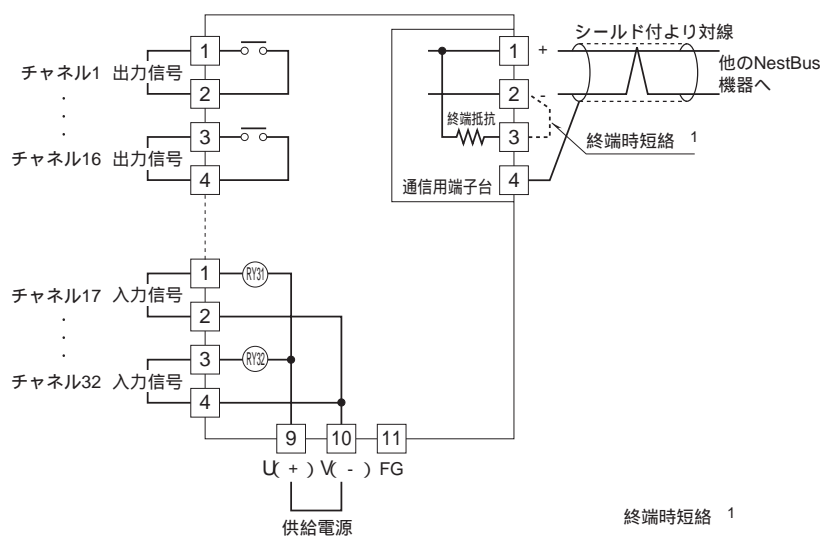 チャネル1 出力信号
・
・
・
チャネル16 出力信号
1
2
3
4
チャネル17 入力信号
・
・
・
チャネル32 入力信号
1
RY31
2
3
RY32
4
9
10
11
U( + ) V( - ) FG
供給電源
シールド付より対線
1 +
2 -
終端抵抗
3
通信用端子台 4
他のNestBus
機器へ
終端時短絡 1
終端時短絡 1